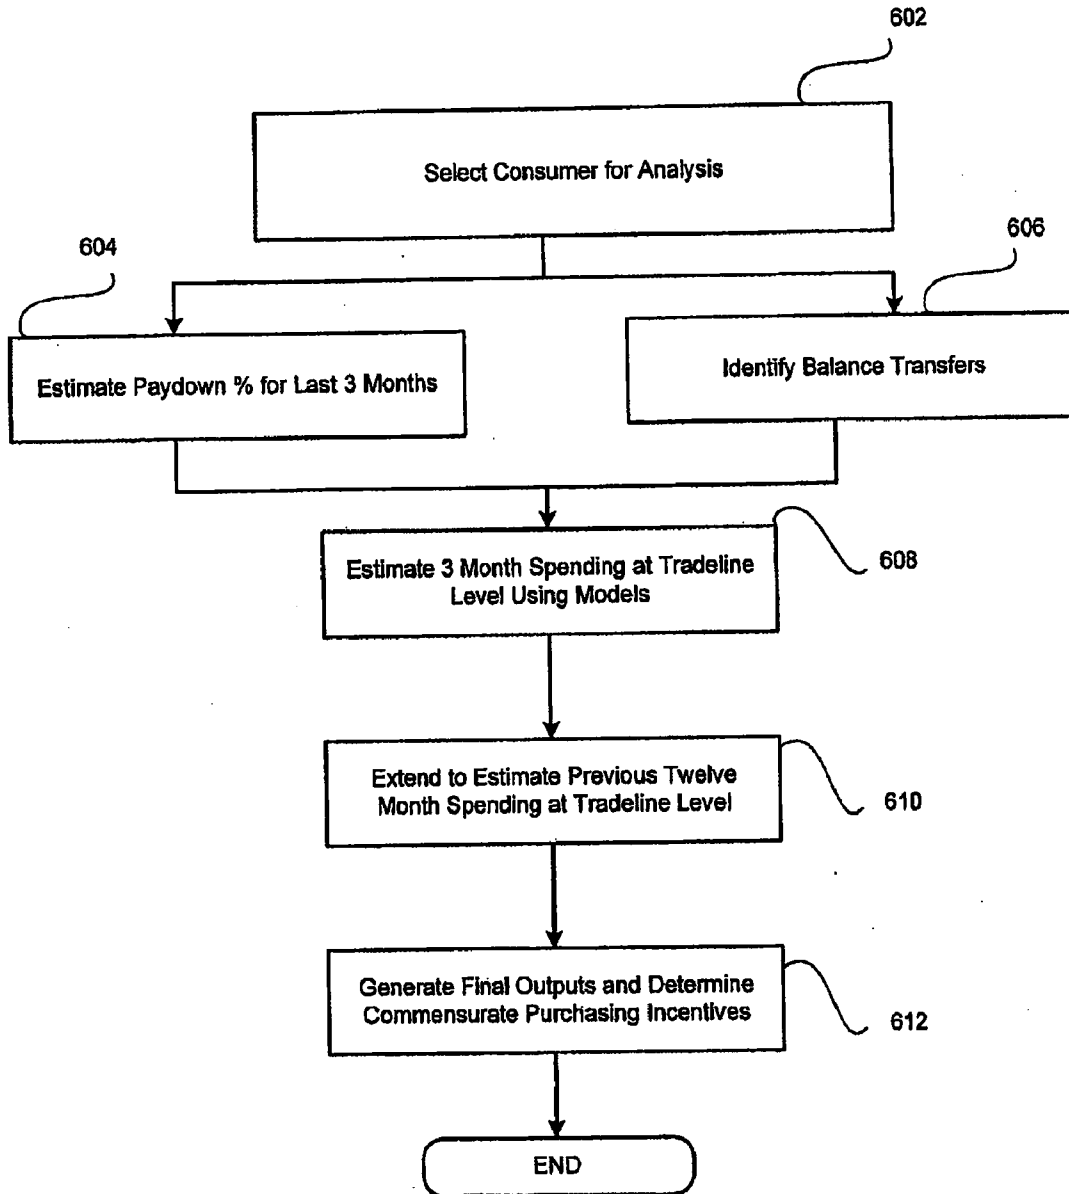 602
Select Consumer for Analysis
604
606
Estimate Paydown % for Last 3 Months
Identify Balance Transfers
Estimate 3 Month Spending at Tradeline
Level Using Models
608
Extend to Estimate Previous Twelve
Month Spending at Tradeline Level
610
Generate Final Outputs and Determine
Commensurate Purchasing Incentives
612
END